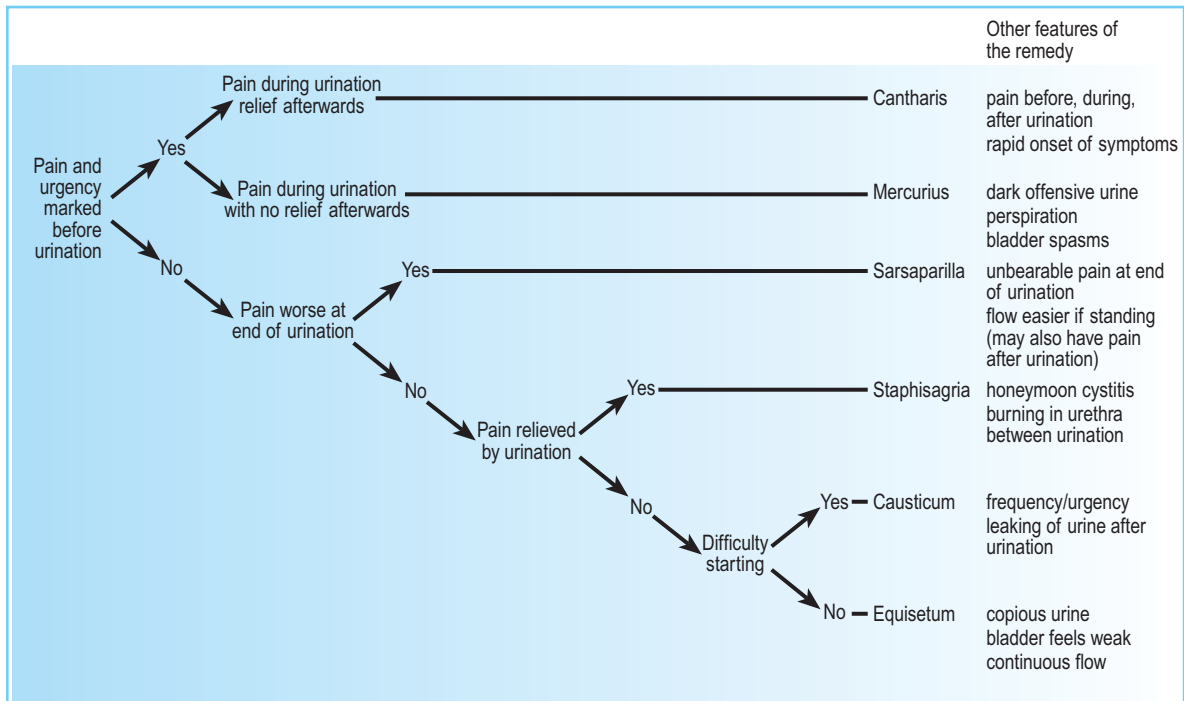 Other features of
the remedy
Pain during urination
relief afterwards
Cantharis
pain before, during,
after urination
rapid onset of symptoms
Yes
Pain and
urgency
marked
before
urination
Pain during urination
with no relief afterwards
Mercurius
dark offensive urine
perspiration
bladder spasms
No
Pain worse at
end of urination
Yes
Sarsaparilla
unbearable pain at end
of urination
flow easier if standing
(may also have pain
after urination)
No
Pain relieved
by urination
Yes
Staphisagria
honeymoon cystitis
burning in urethra
between urination
No
Difficulty
starting
Yes
Causticum
frequency/urgency
leaking of urine after
urination
No
Equisetum
copious urine
bladder feels weak
continuous flow